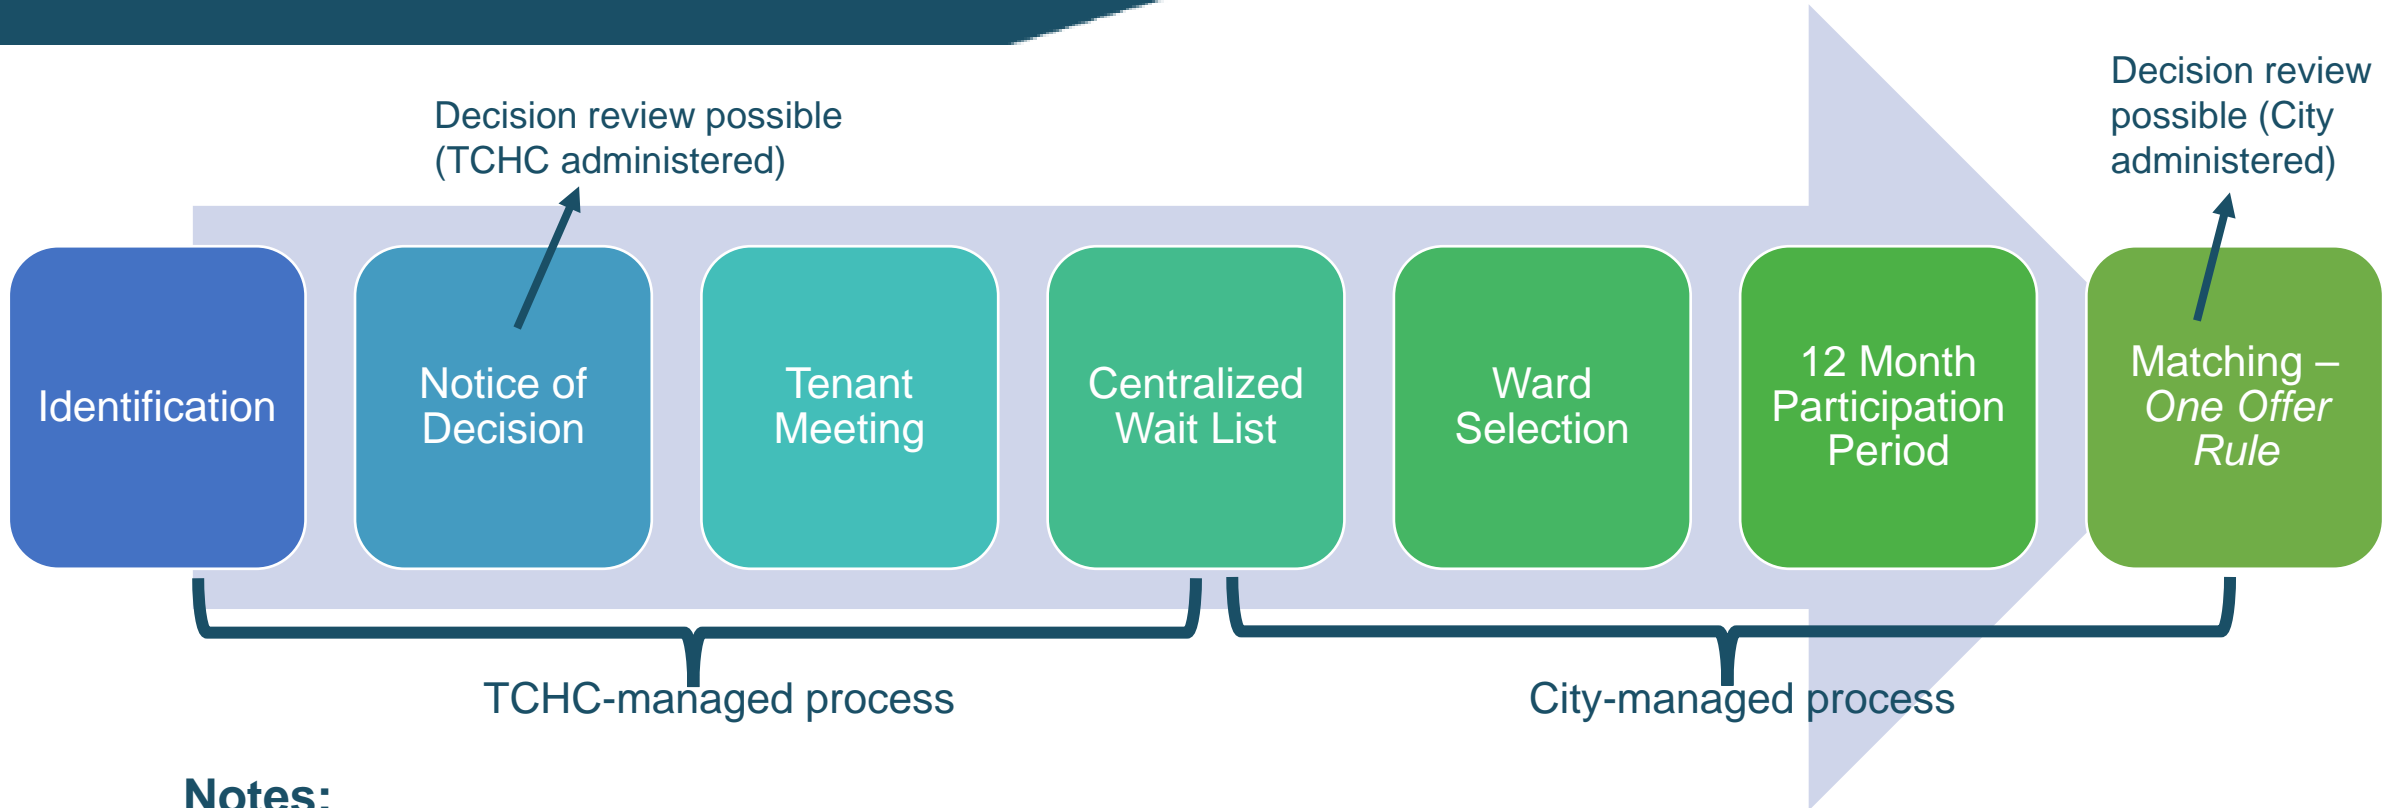 Decision review possible
(TCHC administered)
Decision review
possible (City
administered)
Identification
Notice of
Decision
Tenant
Meeting
Centralized
Wait List
Ward
Selection
12 Month
Participation
Period
Matching –
One Offer
Rule
TCHC-managed process
City-managed process
Notes: